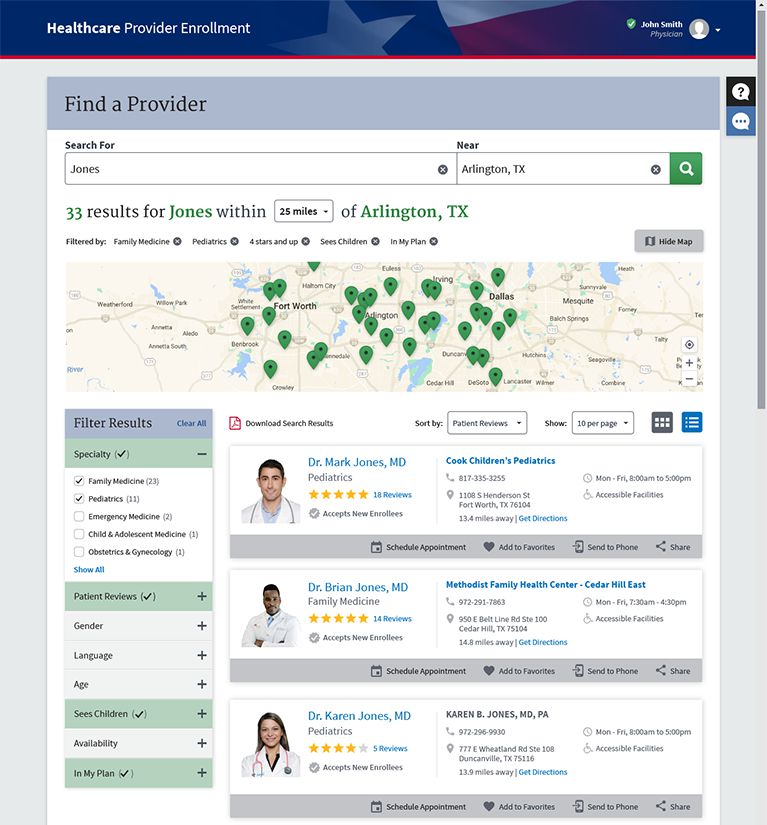 Healthcare Provider Enrollment
John Smith
Physician
Find a Provider
Search For
Near
Jones
Arlington, TX
33 results for Jones within 25 miles of Arlington, TX
Filtered by: Family Medicine Pediatrics 4 stars and up Sees Children In My Plan
Hide Map
Euless
Irving
Heath
Weatherford
Willow Park
White Settlement
Haltom City
Fort Worth
Arlington
Dallas
Mesquite
Sunnyvale
Forney
Terrell
Annetta
Aledo
Annetta South
Benbrook
Balch Springs
Talty
River
Crowley
Duncan
Hutchins
Seagoville
Cedar Hill
DeSoto
Lancaster
Wilmer
Combine
Filter Results
Clear All
Specialty
Family Medicine (23)
Pediatrics (11)
Emergency Medicine (2)
Child & Adolescent Medicine (1)
Obstetrics & Gynecology (1)
Show All
Patient Reviews
Gender
Language
Age
Sees Children
Availability
In My Plan
Download Search Results
Sort by: Patient Reviews
Show: 10 per page
Dr. Mark Jones, MD
Pediatrics
18 Reviews
Accepts New Enrollees
Cook Children's Pediatrics
817-335-3255
1108 S Henderson St
Fort Worth, TX 76104
13.4 miles away | Get Directions
Mon - Fri, 8:00am to 5:00pm
Accessible Facilities
Schedule Appointment Add to Favorites Send to Phone Share
Dr. Brian Jones, MD
Family Medicine
14 Reviews
Accepts New Enrollees
Methodist Family Health Center - Cedar Hill East
972-291-7863
950 E Belt Line Rd Ste 100
Cedar Hill, TX 75104
14.8 miles away | Get Directions
Mon - Fri, 7:30am - 4:30pm
Accessible Facilities
Schedule Appointment Add to Favorites Send to Phone Share
Dr. Karen Jones, MD
Pediatrics
5 Reviews
Accepts New Enrollees
KAREN B. JONES, MD, PA
972-296-9930
777 E Wheatland Rd Ste 108
Duncanville, TX 75116
13.9 miles away | Get Directions
Mon - Fri, 8:00am to 5:00pm
Accessible Facilities
Schedule Appointment Add to Favorites Send to Phone Share